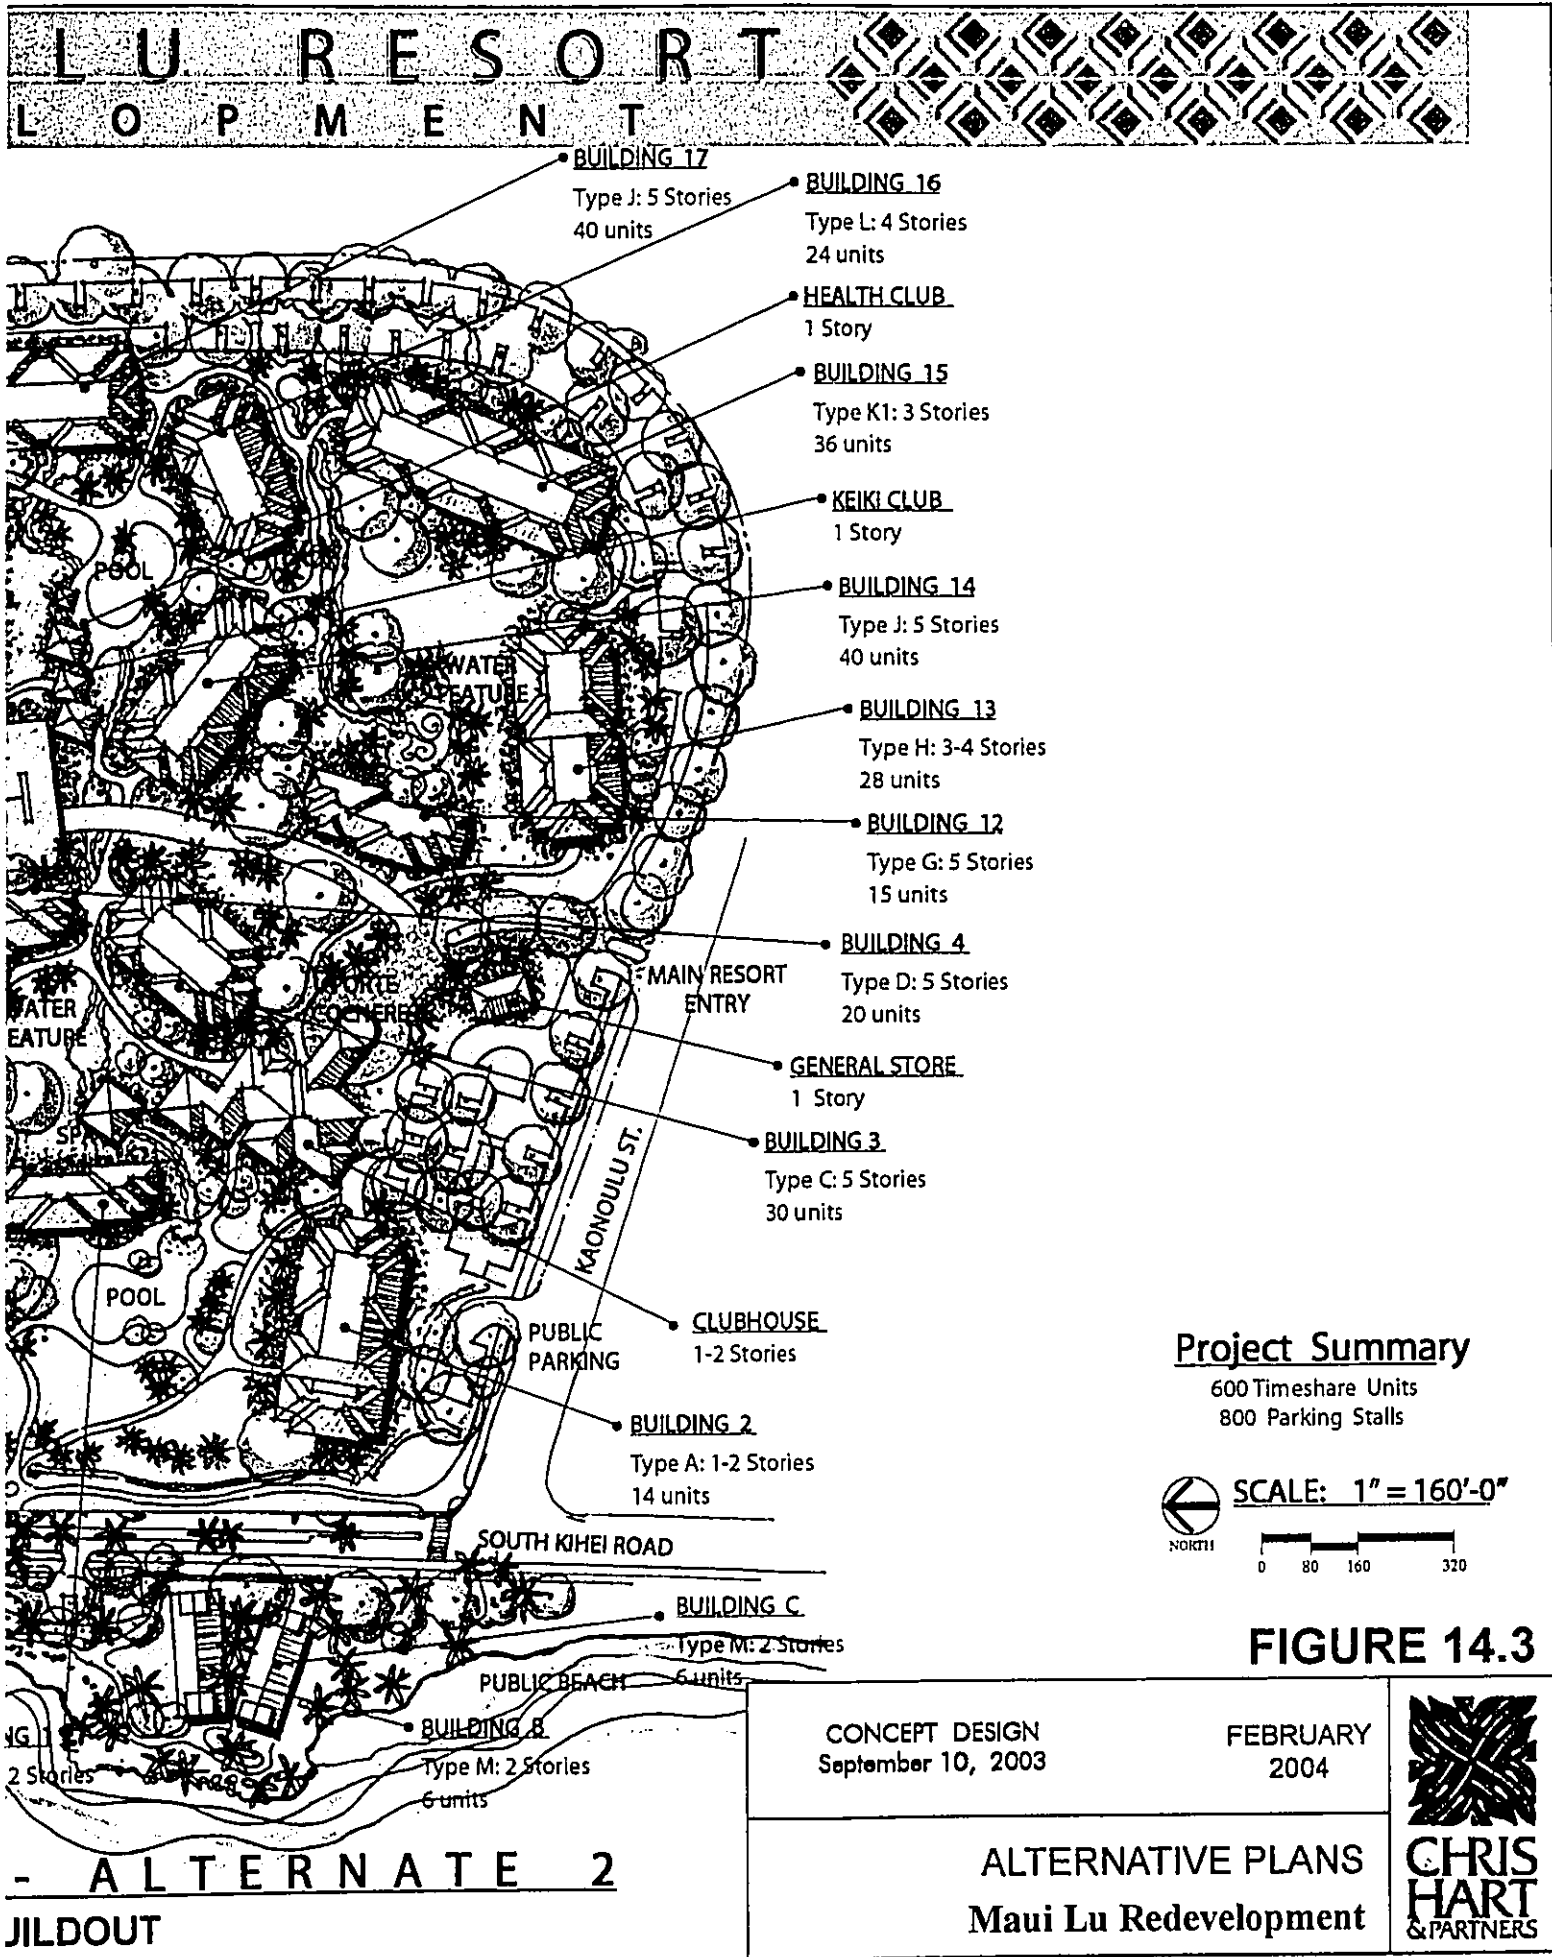 LU RESORT
LOPMENT
BUILDING 17
Type J: 5 Stories
40 units
BUILDING 16
Type L: 4 Stories
24 units
HEALTH CLUB
1 Story
BUILDING 15
Type K1: 3 Stories
36 units
KEIKI CLUB
1 Story
POOL
BUILDING 14
Type J: 5 Stories
40 units
WATER
FEATURE
BUILDING 13
Type H: 3-4 Stories
28 units
BUILDING 12
Type G: 5 Stories
15 units
BUILDING 4
Type D: 5 Stories
20 units
MAIN RESORT
ENTRY
PORTE
COCHERE
ATER
EATURE
GENERAL STORE
1 Story
BUILDING 3
Type C: 5 Stories
30 units
SP
KAONOULU ST.
POOL
PUBLIC
PARKING
CLUBHOUSE
1-2 Stories
BUILDING 2
Type A: 1-2 Stories
14 units
Project Summary
600 Timeshare Units
800 Parking Stalls
NORTH
SCALE: 1" = 160'-0"
0 80 160 320
SOUTH KIHEI ROAD
BUILDING C
Type M: 2 Stories
6 units
PUBLIC BEACH
BUILDING B
Type M: 2 Stories
6 units
NG 1
2 Stories
FIGURE 14.3
CONCEPT DESIGN
September 10, 2003
FEBRUARY
2004
- ALTERNATE 2
JILDOUT
ALTERNATIVE PLANS
Maui Lu Redevelopment
CHRIS
HART
& PARTNERS